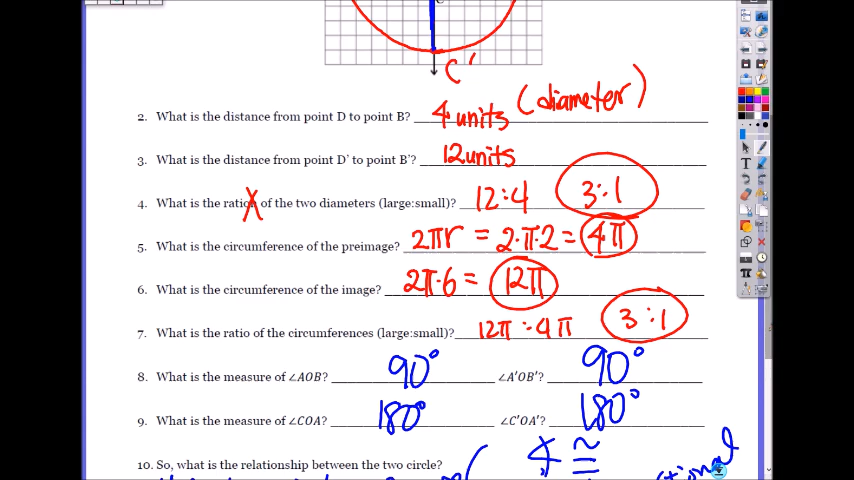 C
C'
2. What is the distance from point D to point B? 4 units (diameter)
3. What is the distance from point D' to point B'? 12 units
4. What is the ration of the two diameters (large:small)? 12:4 3:1
5. What is the circumference of the preimage? 2πr = 2·π·2 = 4π
6. What is the circumference of the image? 2π·6 = 12π
7. What is the ratio of the circumferences (large:small)? 12π:4π 3:1
8. What is the measure of ∠AOB? 90° ∠A'OB'? 90°
9. What is the measure of ∠COA? 180° ∠C'OA'? 180°
10. So, what is the relationship between the two circle? ∡ ≅